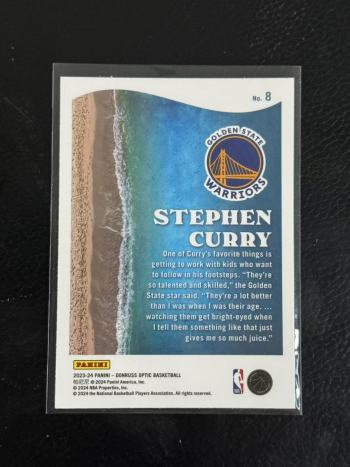 No. 8
GOLDEN STATE
WARRIORS
STEPHEN
CURRY
One of Curry's favorite things is
getting to work with kids who want
to follow in his footsteps. "They're
so talented and skilled," the Golden
State star said. "They're a lot better
than I was when I was their age. ...
watching them get bright-eyed when
I tell them something like that just
gives me so much juice."
PANINI
2023-24 PANINI – DONRUSS OPTIC BASKETBALL
帕尼尼 © 2024 Panini America, Inc.
© 2024 NBA Properties, Inc.
© 2024 the National Basketball Players Association. All rights reserved.
NBA